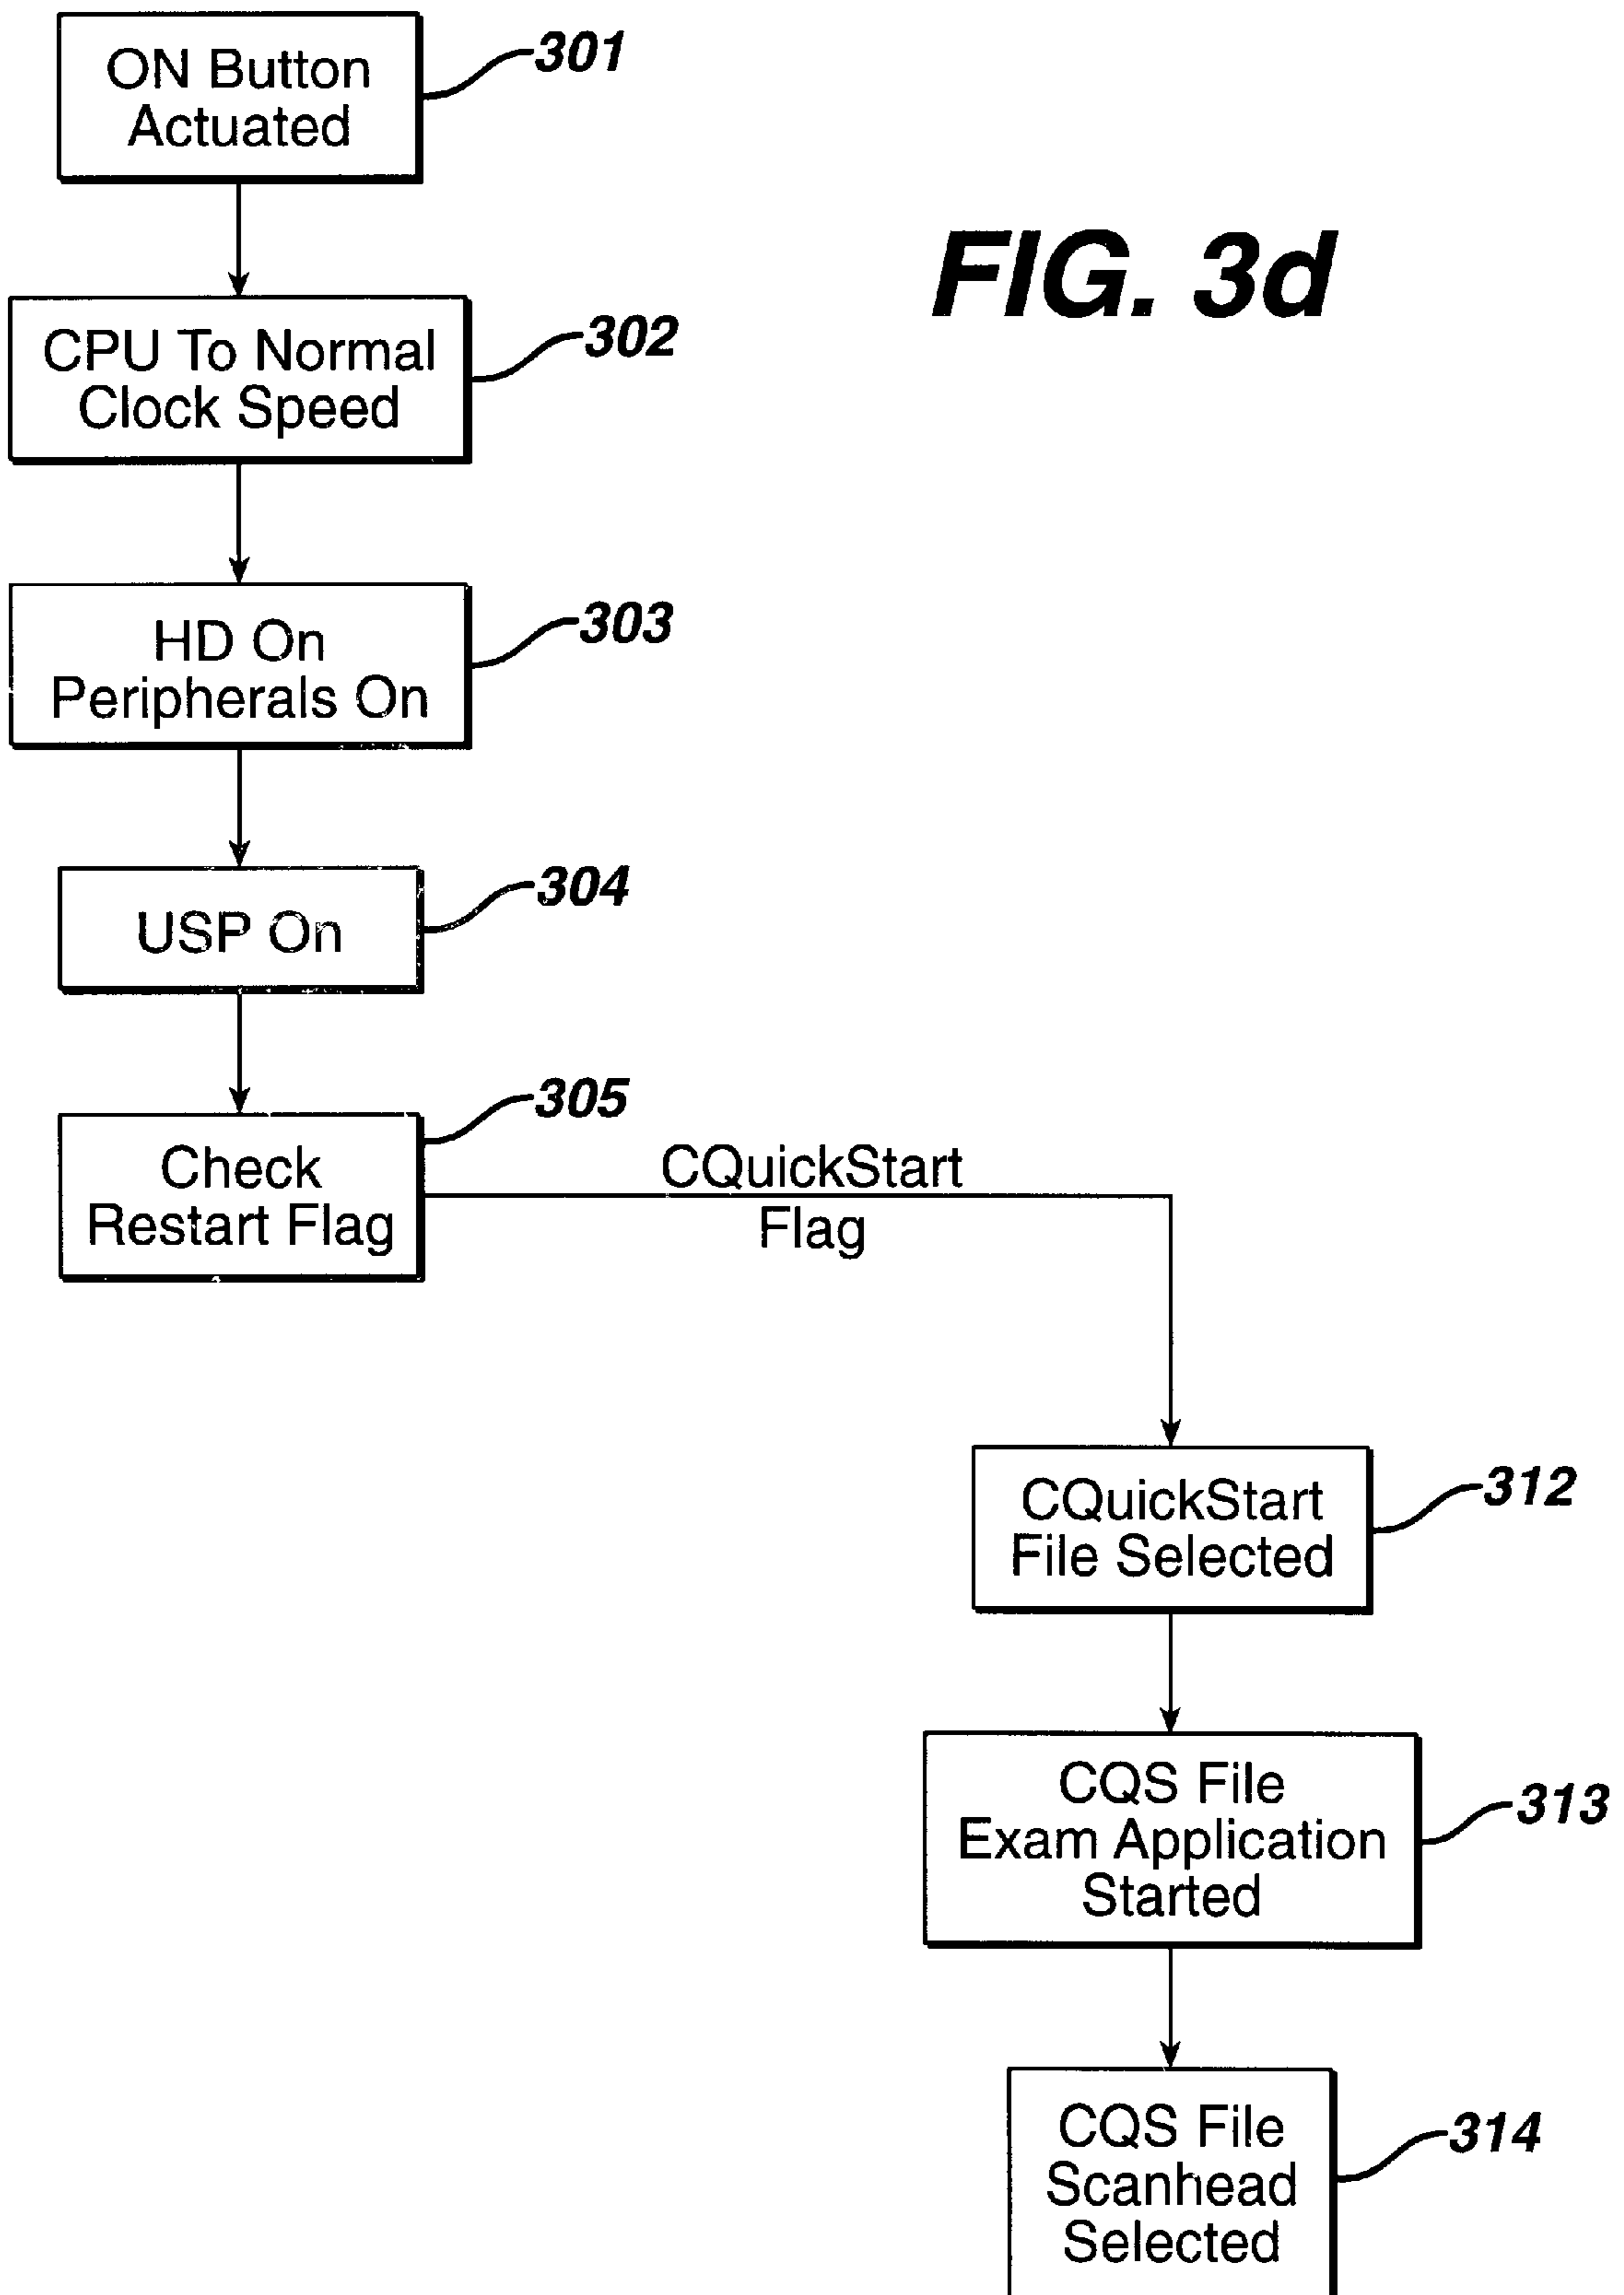 ON Button
Actuated
301
FIG. 3d
CPU To Normal
Clock Speed
302
HD On
Peripherals On
303
USP On
304
Check
Restart Flag
305
CQuickStart
Flag
CQuickStart
File Selected
312
CQS File
Exam Application
Started
313
CQS File
Scanhead
Selected
314